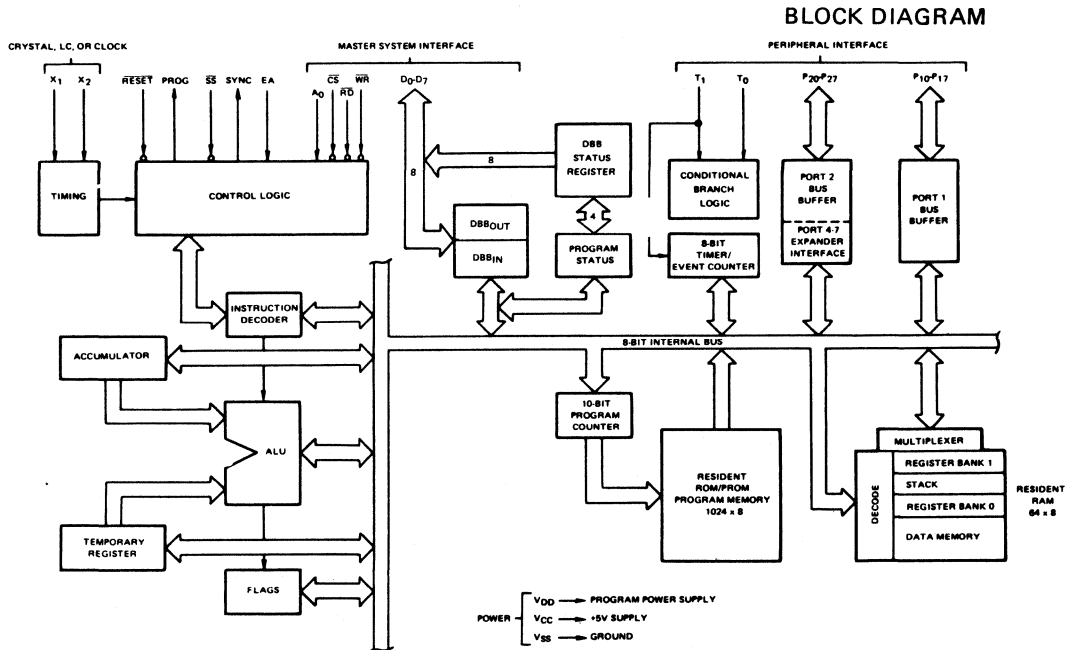 BLOCK DIAGRAM
CRYSTAL, LC, OR CLOCK
MASTER SYSTEM INTERFACE
PERIPHERAL INTERFACE
X1 X2 RESET PROG SS SYNC EA A0 CS RD WR D0-D7 T1 T0 P20-P27 P10-P17
TIMING
CONTROL LOGIC
8
8
DBB
STATUS
REGISTER
CONDITIONAL
BRANCH
LOGIC
PORT 2
BUS
BUFFER
PORT 4-7
EXPANDER
INTERFACE
PORT 1
BUS
BUFFER
4
DBBOUT
DBBIN
PROGRAM
STATUS
8-BIT
TIMER/
EVENT COUNTER
INSTRUCTION
DECODER
8-BIT INTERNAL BUS
ACCUMULATOR
ALU
10-BIT
PROGRAM
COUNTER
RESIDENT
ROM/PROM
PROGRAM MEMORY
1024 x 8
MULTIPLEXER
DECODE
REGISTER BANK 1
STACK
REGISTER BANK 0
DATA MEMORY
RESIDENT
RAM
64 x 8
TEMPORARY
REGISTER
FLAGS
POWER
VDD PROGRAM POWER SUPPLY
VCC +5V SUPPLY
VSS GROUND